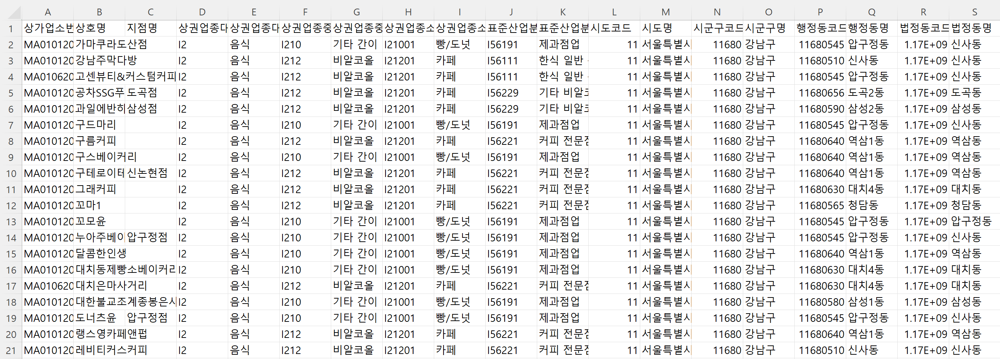 A B C D E F G H I J K L M N O P Q R S
1 상가업소번 상호명 지점명 상권업종대 상권업종대 상권업종중 상권업종중 상권업종소 상권업종소 표준산업분 표준산업분 시도코드 시도명 시군구코드 시군구명 행정동코드 행정동명 법정동코드 법정동명
2 MA010120 가마쿠라도산점 I2 음식 I210 기타 간이 I21001 빵/도넛 I56191 제과점업 11 서울특별시 11680 강남구 11680545 압구정동 1.17E+09 신사동
3 MA010120 강남주막다방 I2 음식 I212 비알코올 I21201 카페 I56111 한식 일반 11 서울특별시 11680 강남구 11680510 신사동 1.17E+09 신사동
4 MA010620 고센뷰티&커스텀커피 I2 음식 I212 비알코올 I21201 카페 I56111 한식 일반 11 서울특별시 11680 강남구 11680545 압구정동 1.17E+09 신사동
5 MA010120 공차SSG푸 도곡점 I2 음식 I212 비알코올 I21201 카페 I56229 기타 비알코 11 서울특별시 11680 강남구 11680656 도곡2동 1.17E+09 도곡동
6 MA010120 과일에반하 삼성점 I2 음식 I212 비알코올 I21201 카페 I56229 기타 비알코 11 서울특별시 11680 강남구 11680590 삼성2동 1.17E+09 삼성동
7 MA010120 구드마리 I2 음식 I210 기타 간이 I21001 빵/도넛 I56191 제과점업 11 서울특별시 11680 강남구 11680545 압구정동 1.17E+09 신사동
8 MA010120 구름커피 I2 음식 I212 비알코올 I21201 카페 I56221 커피 전문점 11 서울특별시 11680 강남구 11680640 역삼1동 1.17E+09 역삼동
9 MA010120 구스베이커리 I2 음식 I210 기타 간이 I21001 빵/도넛 I56191 제과점업 11 서울특별시 11680 강남구 11680640 역삼1동 1.17E+09 역삼동
10 MA010120 구테로이테 신논현점 I2 음식 I212 비알코올 I21201 카페 I56221 커피 전문점 11 서울특별시 11680 강남구 11680640 역삼1동 1.17E+09 역삼동
11 MA010120 그래커피 I2 음식 I212 비알코올 I21201 카페 I56221 커피 전문점 11 서울특별시 11680 강남구 11680630 대치4동 1.17E+09 대치동
12 MA010120 꼬마1 I2 음식 I212 비알코올 I21201 카페 I56221 커피 전문점 11 서울특별시 11680 강남구 11680565 청담동 1.17E+09 청담동
13 MA010120 꼬모윤 I2 음식 I210 기타 간이 I21001 빵/도넛 I56191 제과점업 11 서울특별시 11680 강남구 11680545 압구정동 1.17E+09 압구정동
14 MA010120 누아주베이 압구정점 I2 음식 I210 기타 간이 I21001 빵/도넛 I56191 제과점업 11 서울특별시 11680 강남구 11680545 압구정동 1.17E+09 신사동
15 MA010120 달콤한인생 I2 음식 I210 기타 간이 I21001 빵/도넛 I56191 제과점업 11 서울특별시 11680 강남구 11680640 역삼1동 1.17E+09 역삼동
16 MA010120 대치동제빵소베이커리 I2 음식 I210 기타 간이 I21001 빵/도넛 I56191 제과점업 11 서울특별시 11680 강남구 11680630 대치4동 1.17E+09 대치동
17 MA010620 대치은마사거리 I2 음식 I212 비알코올 I21201 카페 I56221 커피 전문점 11 서울특별시 11680 강남구 11680630 대치4동 1.17E+09 대치동
18 MA010120 대한불교조계종봉은사 I2 음식 I210 기타 간이 I21001 빵/도넛 I56191 제과점업 11 서울특별시 11680 강남구 11680580 삼성1동 1.17E+09 삼성동
19 MA010120 도너츠윤 압구정점 I2 음식 I210 기타 간이 I21001 빵/도넛 I56191 제과점업 11 서울특별시 11680 강남구 11680545 압구정동 1.17E+09 신사동
20 MA010120 랭스영카페앤펍 I2 음식 I212 비알코올 I21201 카페 I56221 커피 전문점 11 서울특별시 11680 강남구 11680640 역삼1동 1.17E+09 역삼동
21 MA010120 레비티커스커피 I2 음식 I212 비알코올 I21201 카페 I56221 커피 전문점 11 서울특별시 11680 강남구 11680510 신사동 1.17E+09 신사동